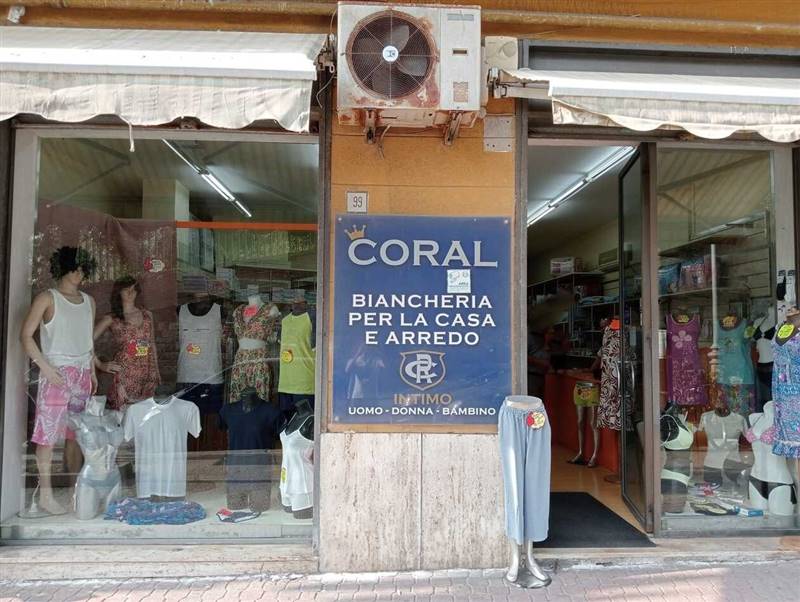 99
CORAL
BIANCHERIA
PER LA CASA
E ARREDO
INTIMO
UOMO - DONNA - BAMBINO